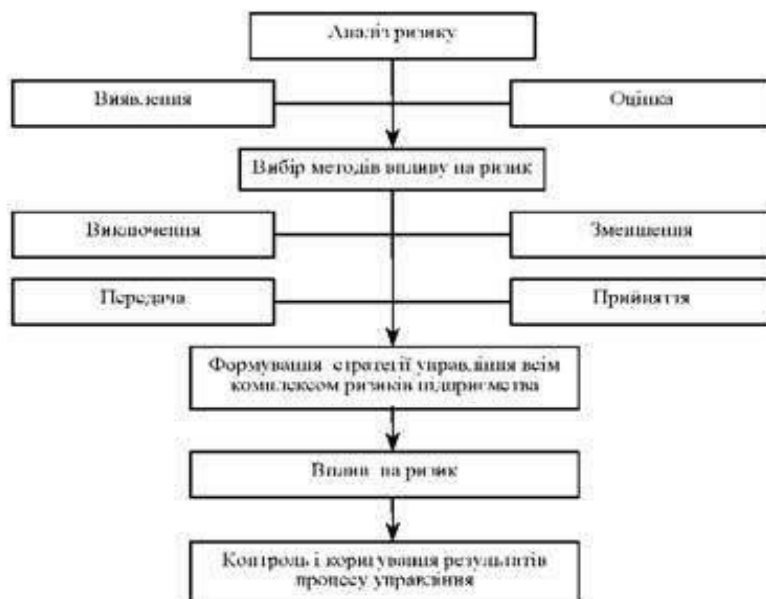 Аналіз ризику
Виявлення
Оцінка
Вибір методів впливу на ризик
Виключення
Зменшення
Передача
Прийняття
Формування стратегії управління всім
комплексом ризиків підприємства
Вплив на ризик
Контроль і коригування результатів
процесу управління